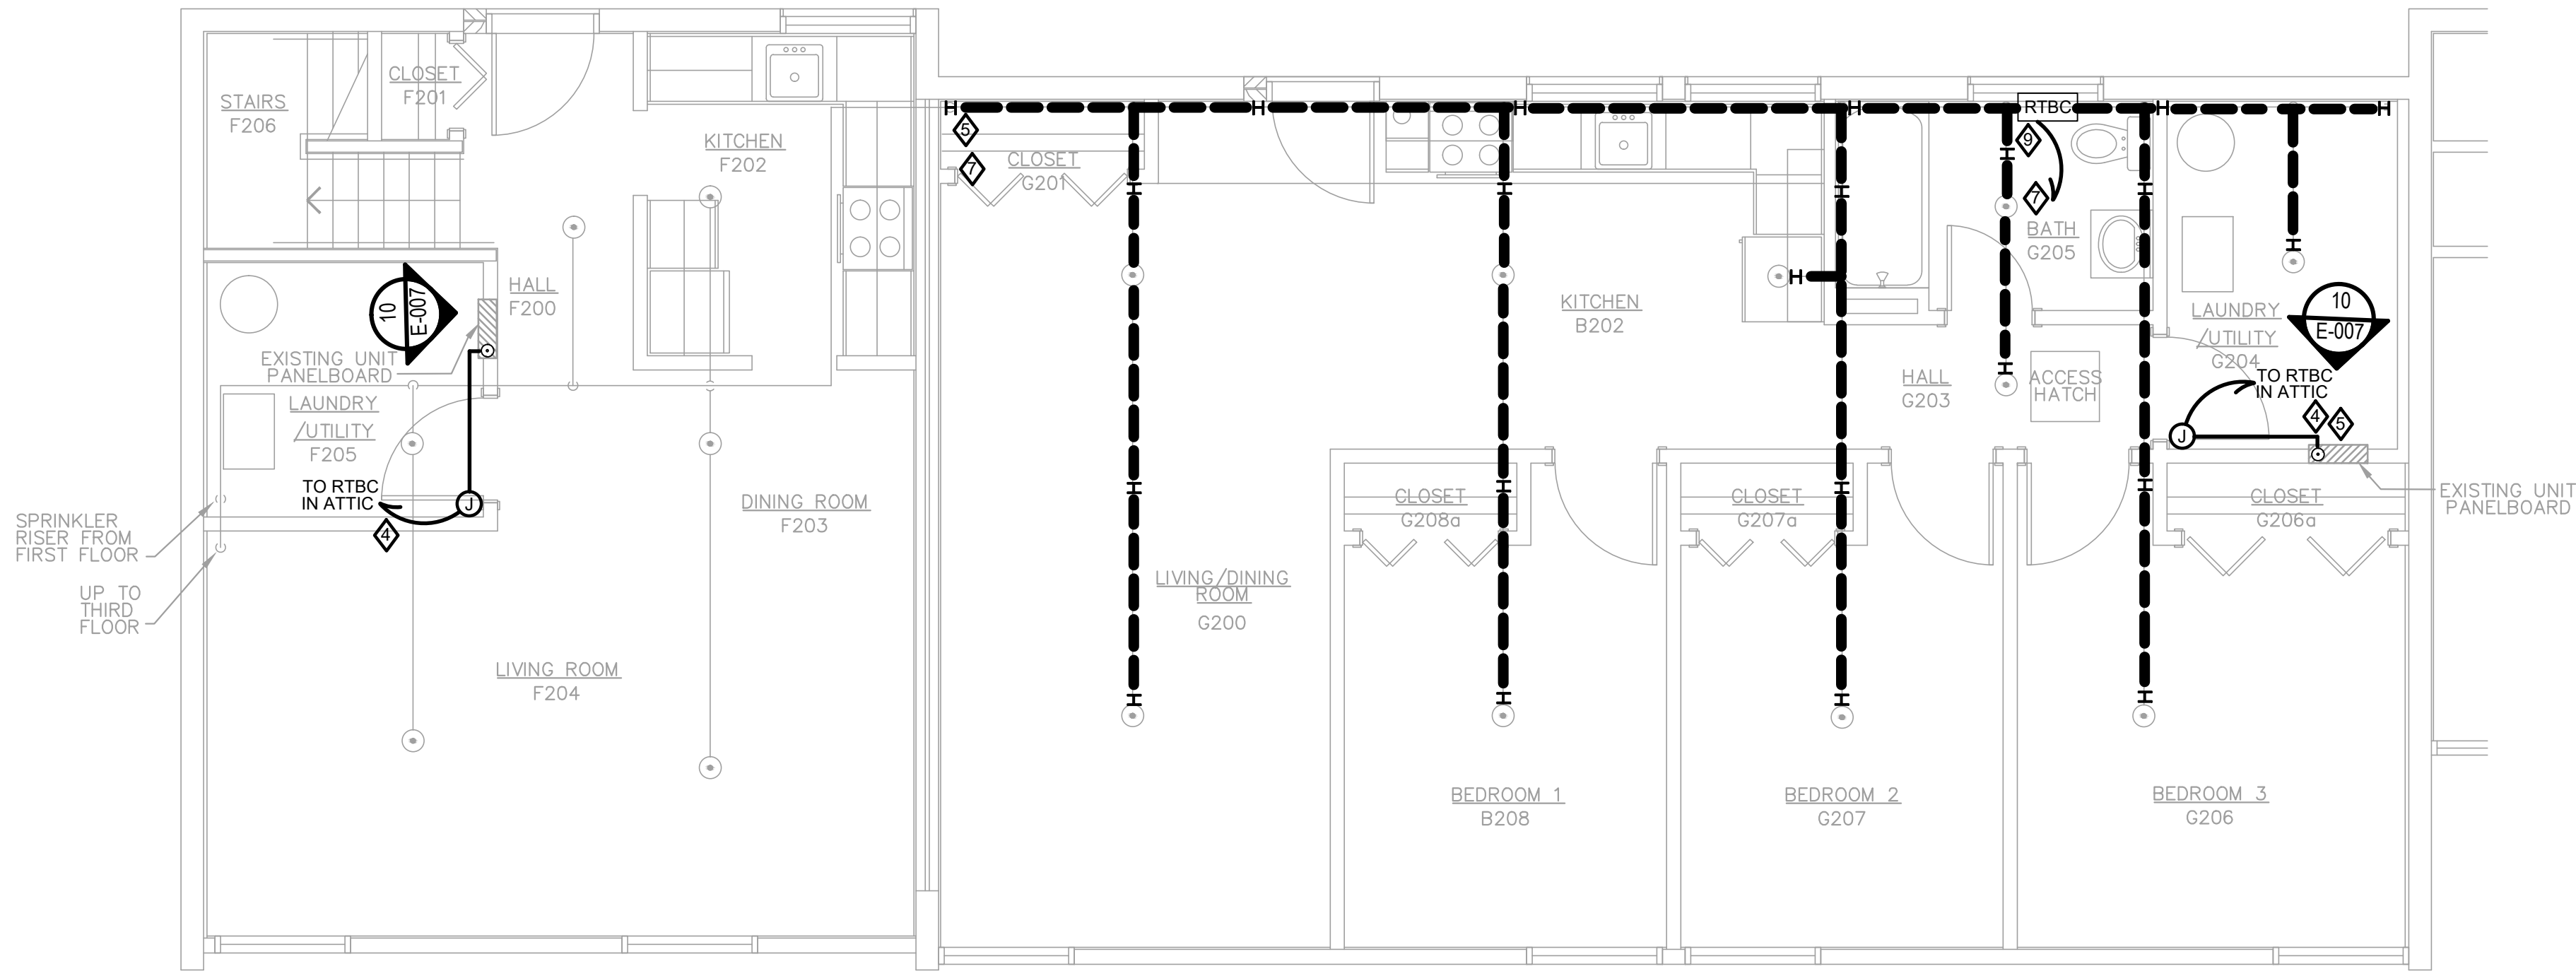 STAIRS
F206
CLOSET
F201
KITCHEN
F202
HALL
F200
10
E-007
EXISTING UNIT
PANELBOARD
LAUNDRY
/UTILITY
F205
TO RTBC
IN ATTIC
J
4
SPRINKLER
RISER FROM
FIRST FLOOR
UP TO
THIRD
FLOOR
DINING ROOM
F203
LIVING ROOM
F204
H
H
H
H
H
H
RTBC
5
7
CLOSET
G201
H
H
H
H
H
H
H
9
7
BATH
G205
KITCHEN
B202
HALL
G203
H
ACCESS
HATCH
LAUNDRY
/UTILITY
G204
10
E-007
TO RTBC
IN ATTIC
4
5
J
EXISTING UNIT
PANELBOARD
H
H
H
H
CLOSET
G208a
CLOSET
G207a
CLOSET
G206a
LIVING/DINING
ROOM
G200
H
H
H
H
BEDROOM 1
B208
BEDROOM 2
G207
BEDROOM 3
G206